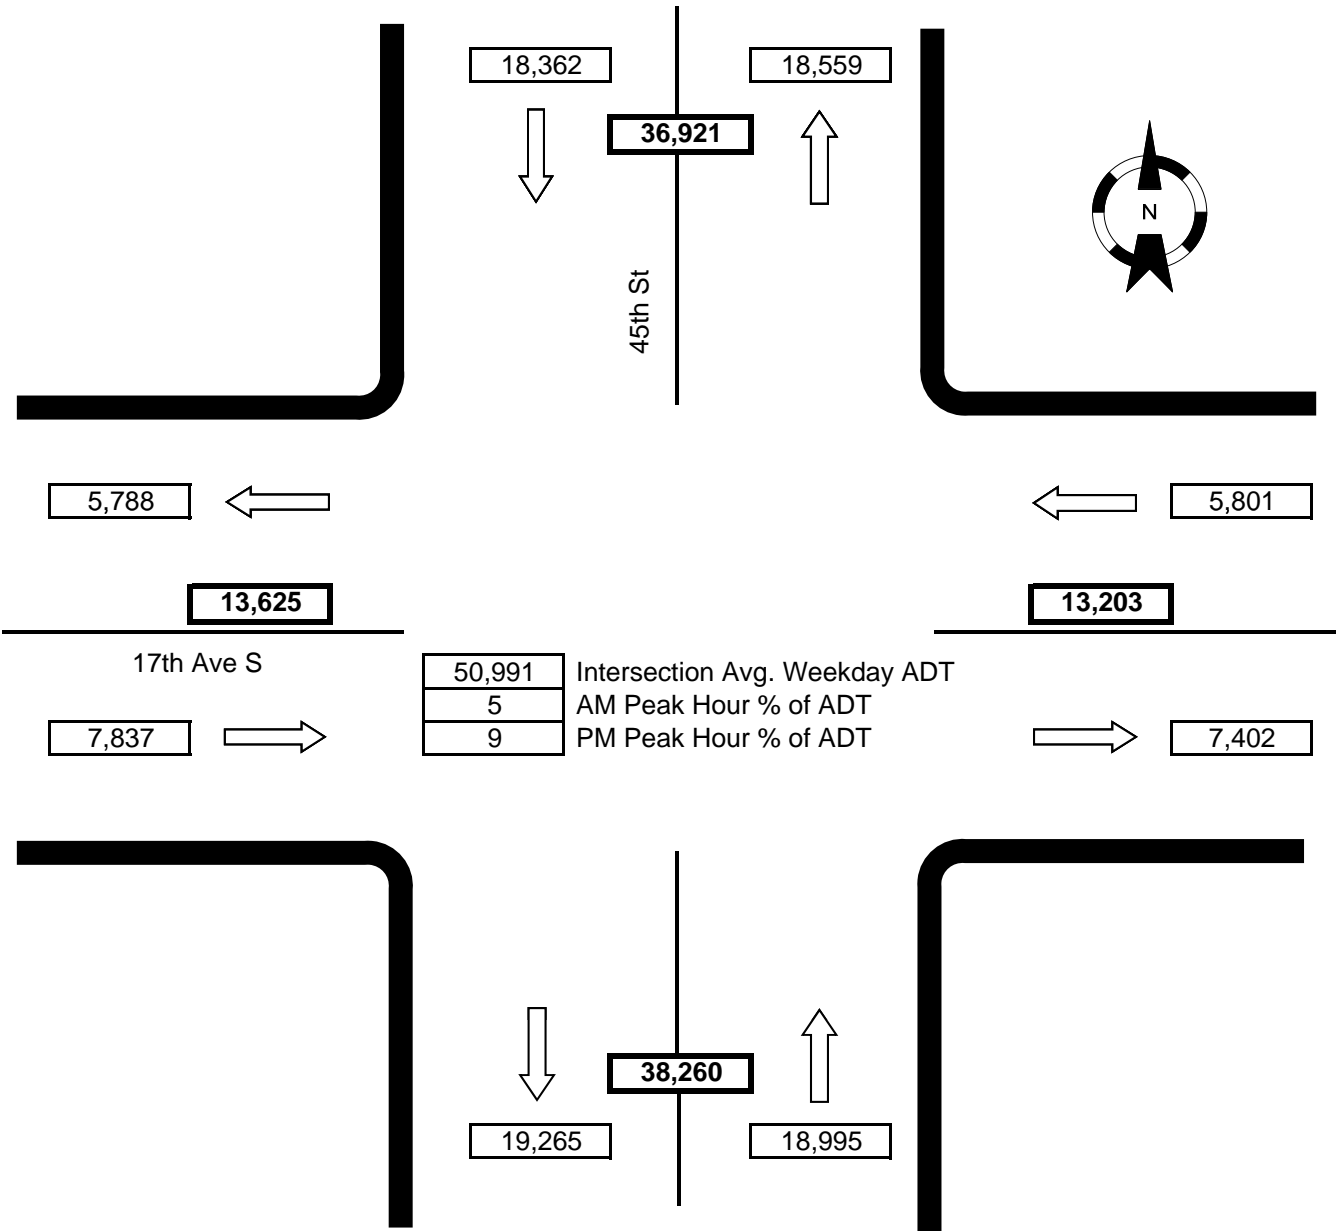 18,362
18,559
36,921
N
45th St
5,788
5,801
13,625
13,203
17th Ave S
50,991 Intersection Avg. Weekday ADT
5 AM Peak Hour % of ADT
9 PM Peak Hour % of ADT
7,837
7,402
38,260
19,265
18,995